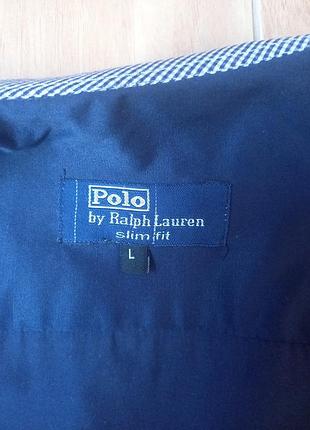 Polo
by Ralph Lauren
slim fit
L